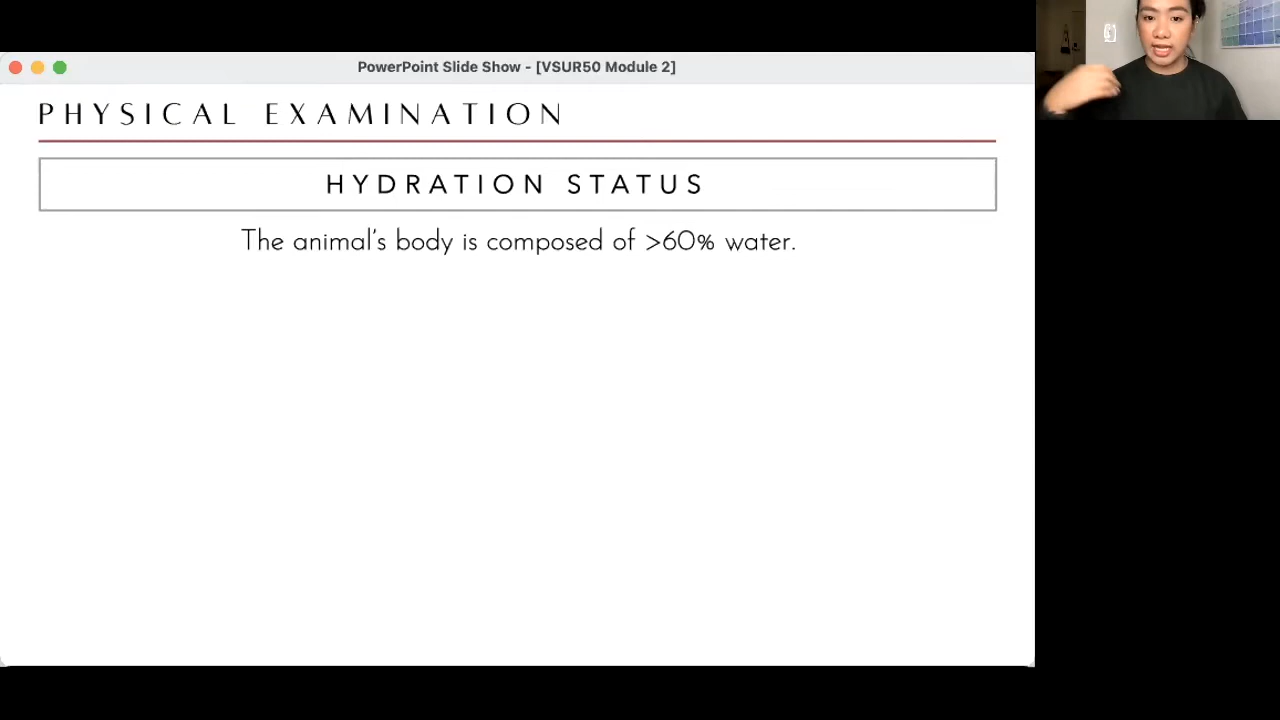 PowerPoint Slide Show - [VSUR50 Module 2]
PHYSICAL EXAMINATION
HYDRATION STATUS
The animal's body is composed of >60% water.